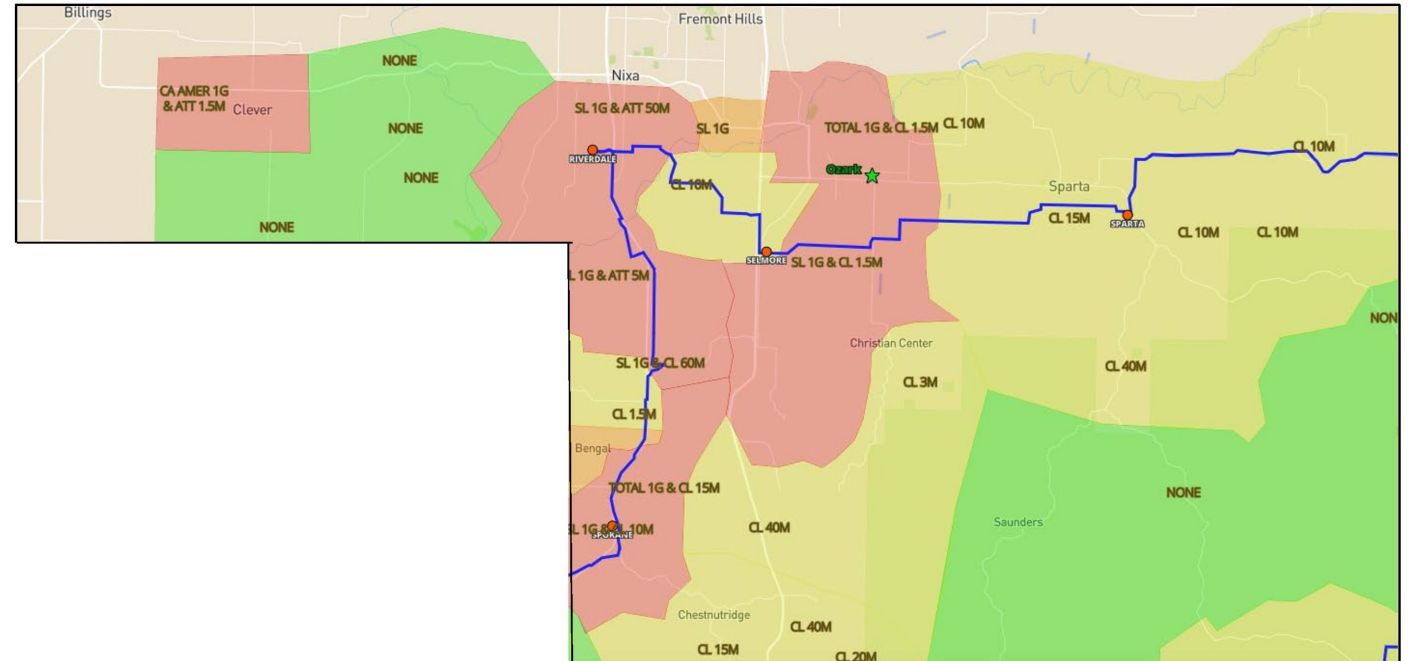 Billings
Fremont Hills
NONE
Nixa
CA AMER 1G
& ATT 1.5M
Clever
SL 1G & ATT 50M
NONE
SL 1G
TOTAL 1G & CL 1.5M
CL 10M
CL 10M
RIVERDALE
NONE
CL 10M
Ozark
Sparta
NONE
SELMORE
SL 1G & CL 1.5M
CL 15M
SPARTA
CL 10M
CL 10M
L 1G & ATT 5M
NON
Christian Center
SL 1G & CL 60M
CL 3M
CL 40M
CL 1.5M
Bengal
TOTAL 1G & CL 15M
NONE
SL 1G & CL 10M
SPOKANE
CL 40M
Saunders
Chestnutridge
CL 40M
CL 15M
CL 20M